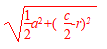 √(1/2 a² + (c/2 - r)²)